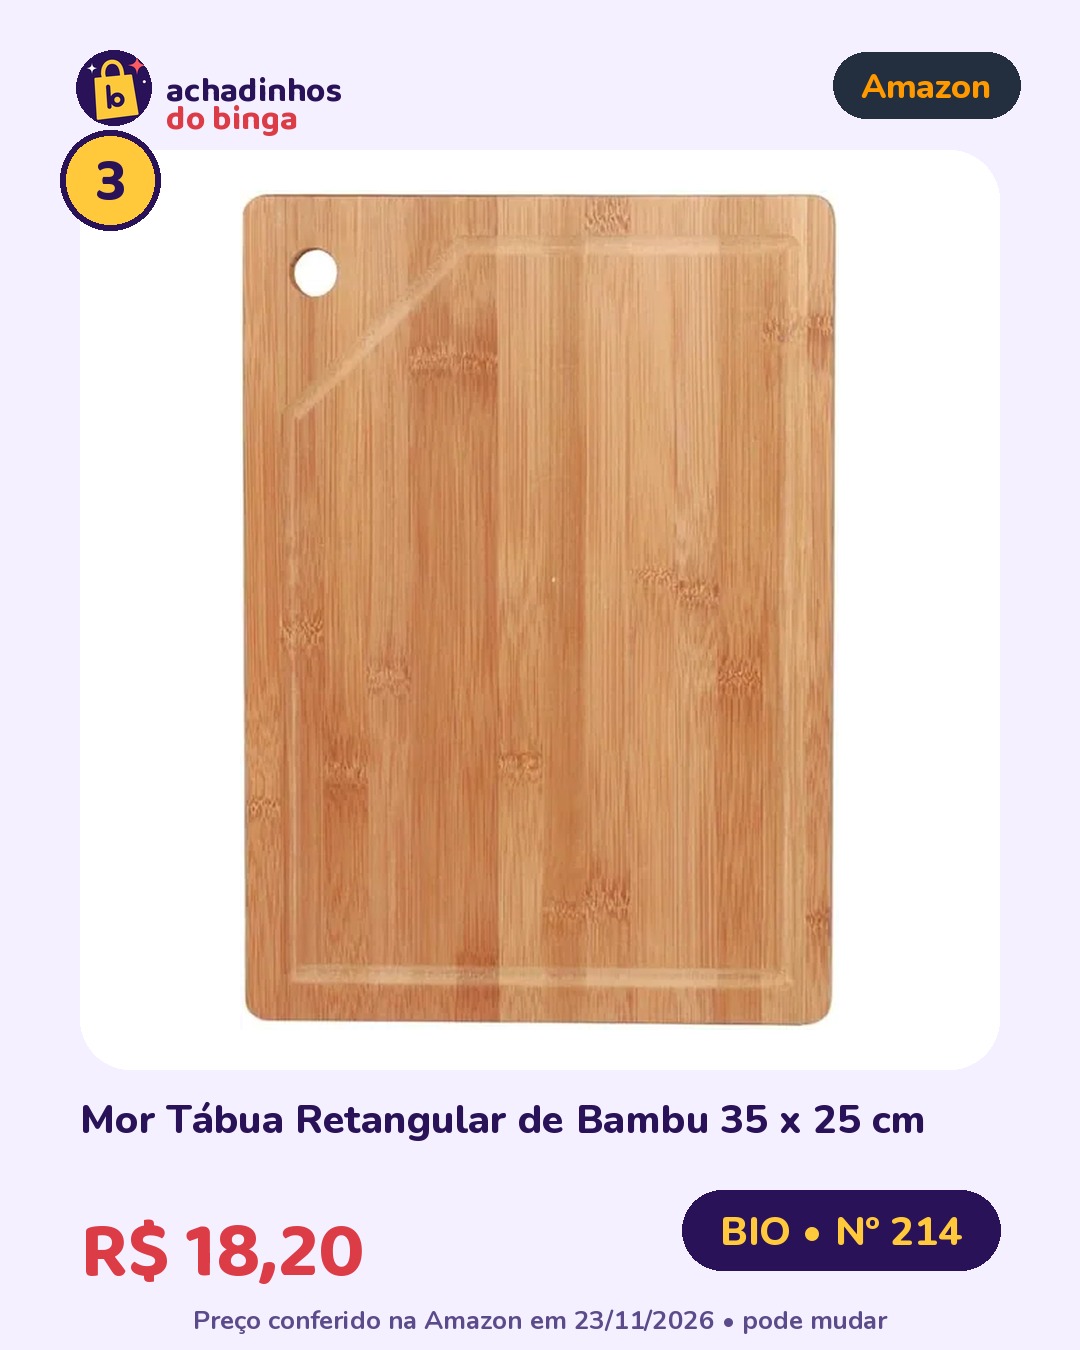 b
achadinhos
do binga
Amazon
3
Mor Tábua Retangular de Bambu 35 x 25 cm
R$ 18,20
BIO • Nº 214
Preço conferido na Amazon em 23/11/2026 • pode mudar